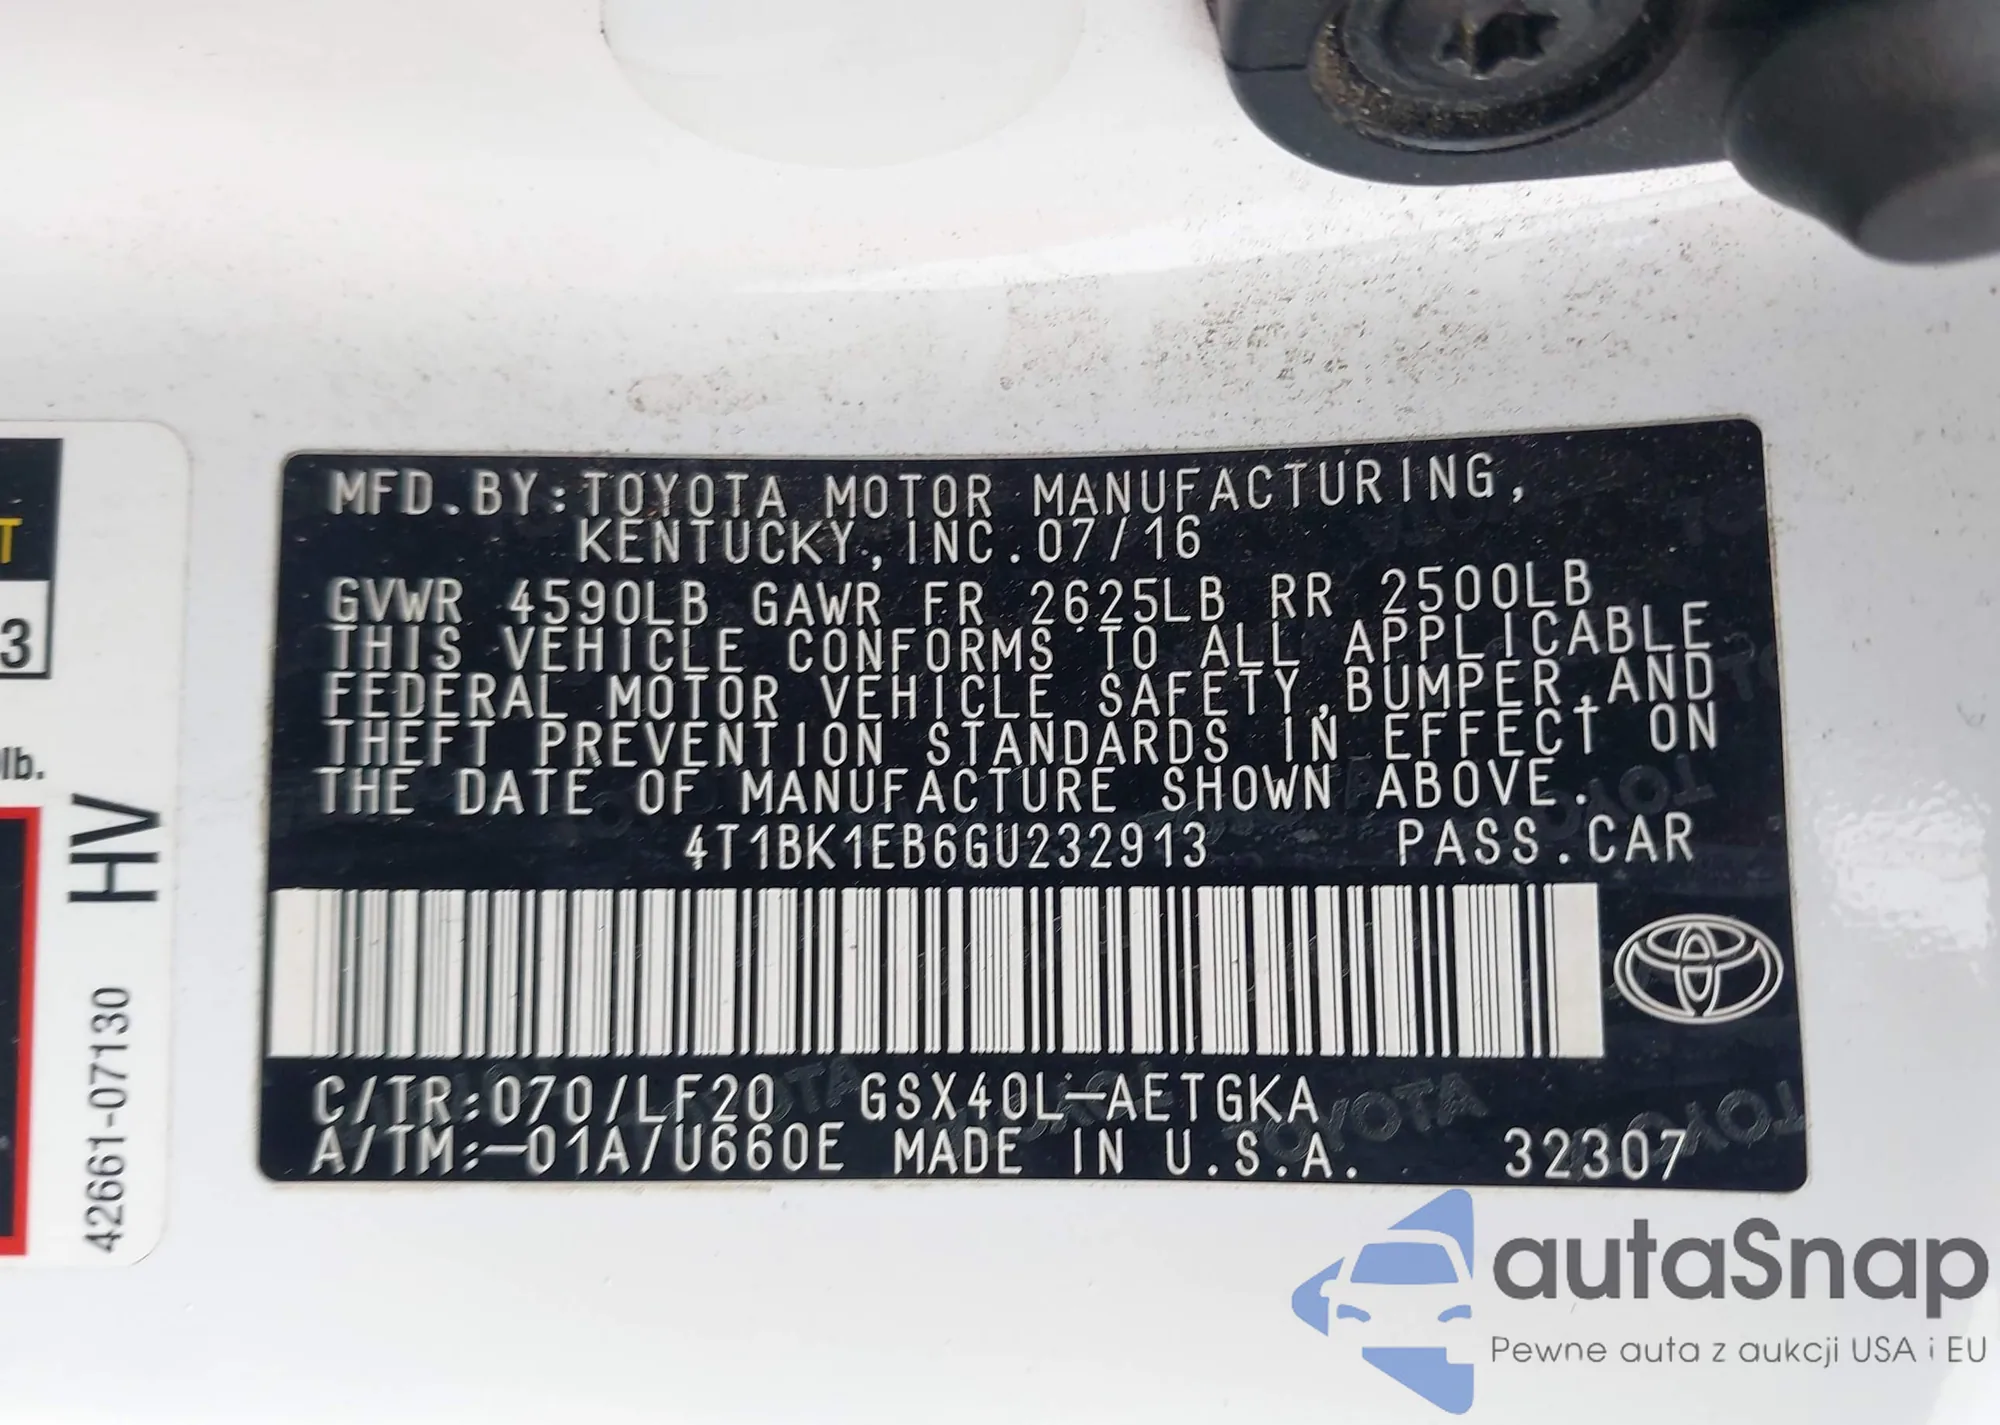 MFD.BY:TOYOTA MOTOR MANUFACTURING,
KENTUCKY, INC.07/16
GVWR 4590LB GAWR FR 2625LB RR 2500LB
THIS VEHICLE CONFORMS TO ALL APPLICABLE
FEDERAL MOTOR VEHICLE SAFETY,BUMPER,AND
THEFT PREVENTION STANDARDS IN EFFECT ON
THE DATE OF MANUFACTURE SHOWN ABOVE.
4T1BK1EB6GU232913 PASS.CAR
C/TR:070/LF20 GSX40L-AETGKA
A/TM:-01A/U660E MADE IN U.S.A. 32307
T
3
lb.
HV
42661-07130
autaSnap
Pewne auta z aukcji USA i EU